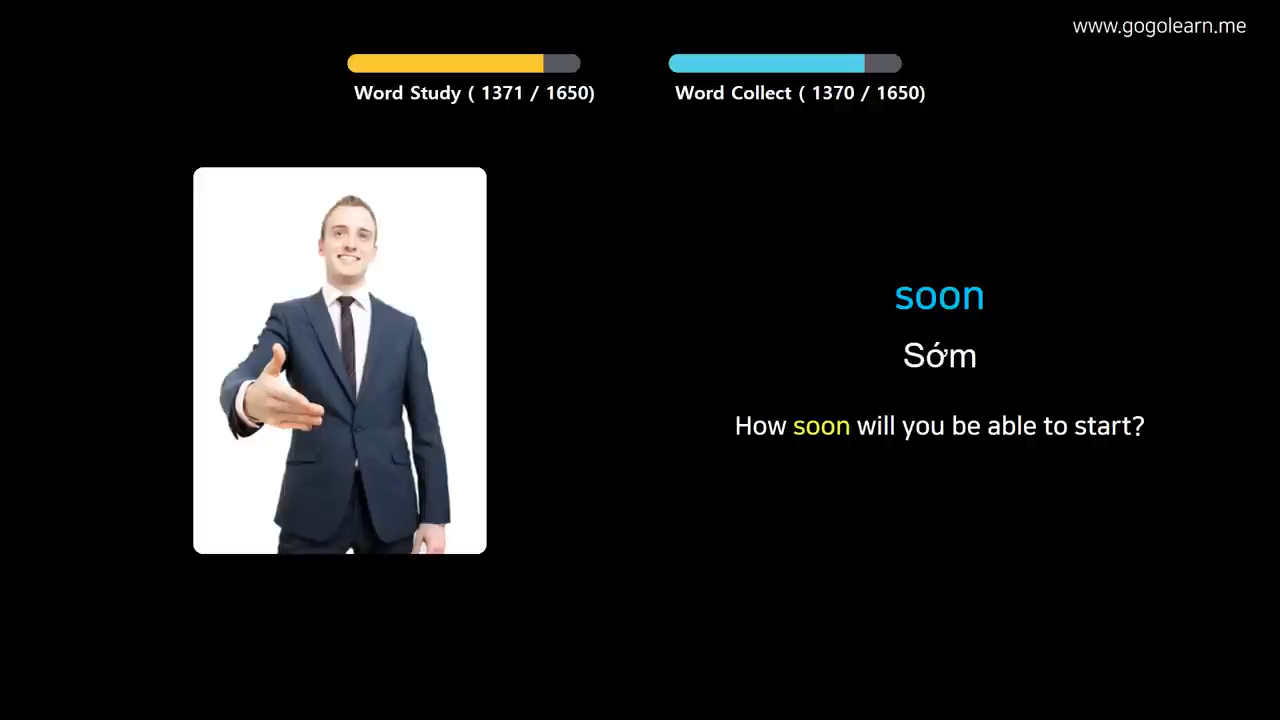 www.gogolearn.me
Word Study ( 1371 / 1650)
Word Collect ( 1370 / 1650)
soon
Sớm
How soon will you be able to start?